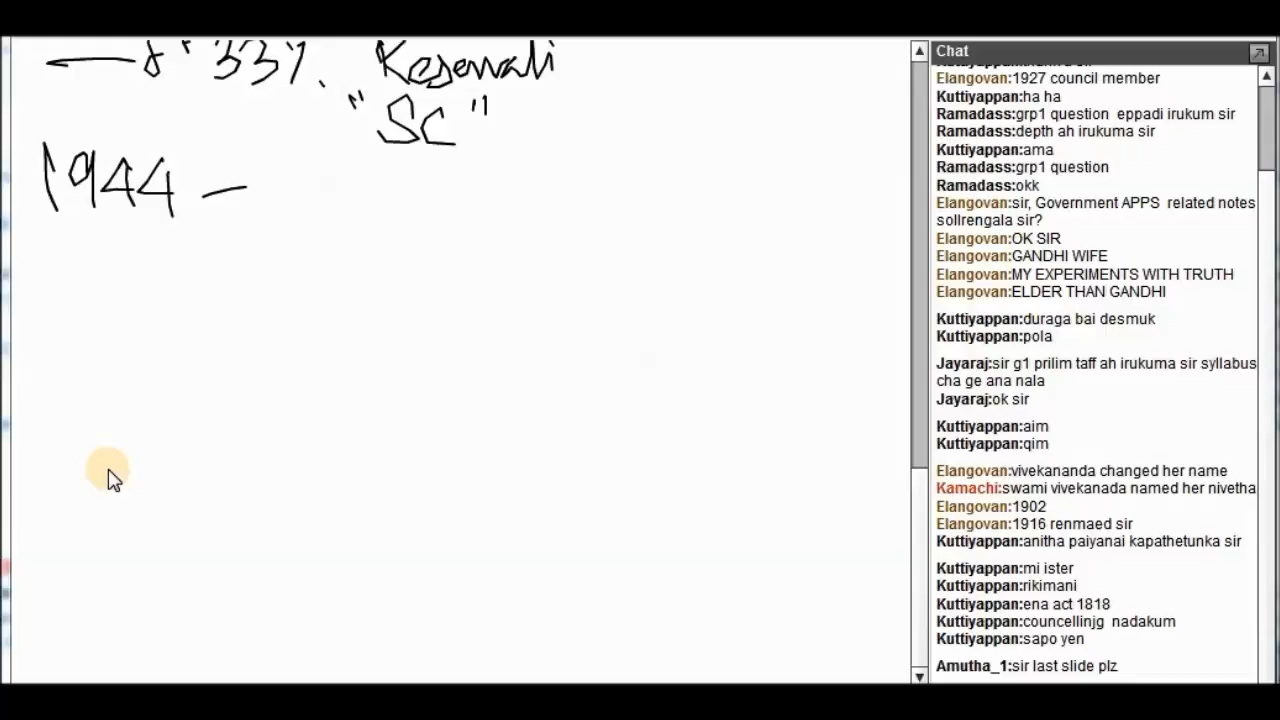 33%. Resewati
"SC"
1944 -
Chat
Elangovan:1927 council member
Kuttiyappan:ha ha
Ramadass:grp1 question eppadi irukum sir
Ramadass:depth ah irukuma sir
Kuttiyappan:ama
Ramadass:grp1 question
Ramadass:okk
Elangovan:sir, Government APPS related notes
sollrengala sir?
Elangovan:OK SIR
Elangovan:GANDHI WIFE
Elangovan:MY EXPERIMENTS WITH TRUTH
Elangovan:ELDER THAN GANDHI
Kuttiyappan:duraga bai desmuk
Kuttiyappan:pola
Jayaraj:sir g1 prilim taff ah irukuma sir syllabus
cha ge ana nala
Jayaraj:ok sir
Kuttiyappan:aim
Kuttiyappan:qim
Elangovan:vivekananda changed her name
Kamachi:swami vivekanada named her nivetha
Elangovan:1902
Elangovan:1916 renmaed sir
Kuttiyappan:anitha paiyanai kapathetunka sir
Kuttiyappan:mi ister
Kuttiyappan:rikimani
Kuttiyappan:ena act 1818
Kuttiyappan:councellinjg nadakum
Kuttiyappan:sapo yen
Amutha_1:sir last slide plz